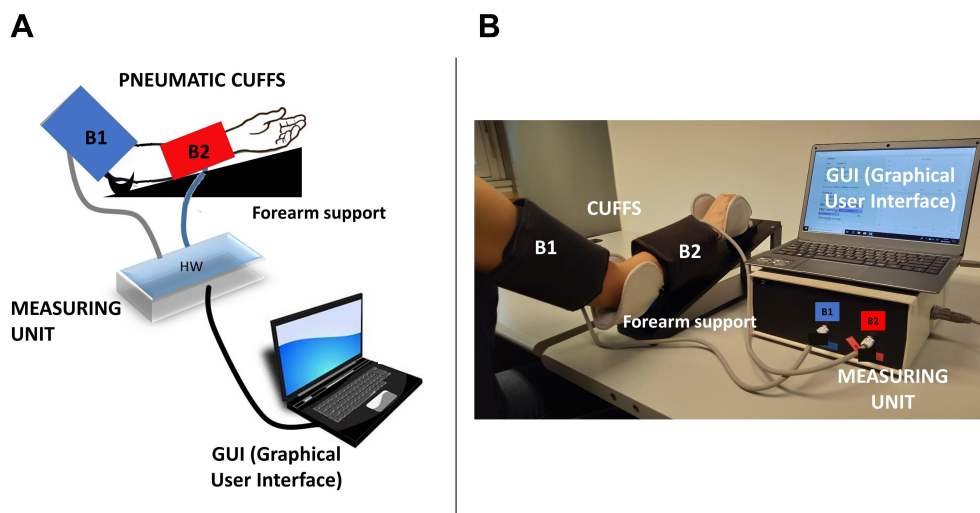 A
B
PNEUMATIC CUFFS
B1
B2
Forearm support
HW
MEASURING
UNIT
GUI (Graphical
User Interface)
GUI (Graphical
User Interface)
CUFFS
B1
B2
Forearm support
B1
B2
MEASURING
UNIT